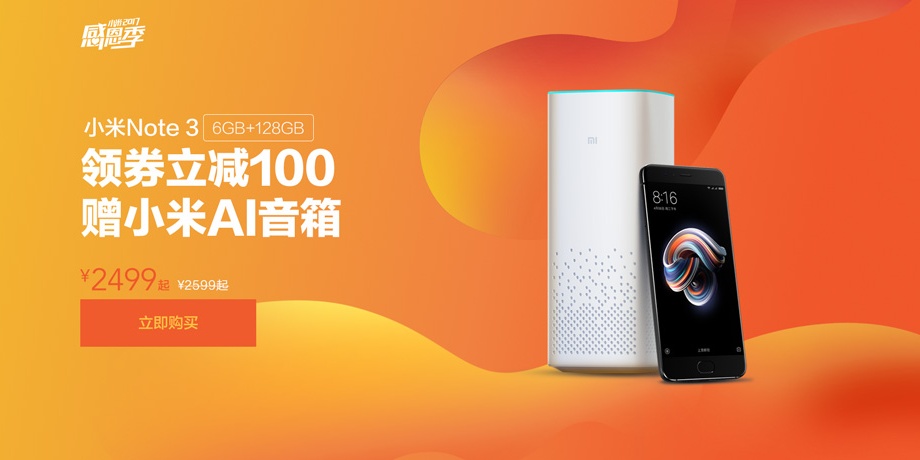 小米2017
感恩季
小米Note 3 6GB+128GB
领券立减100
赠小米AI音箱
¥2499起 ¥2599起
立即购买
MI
8:16